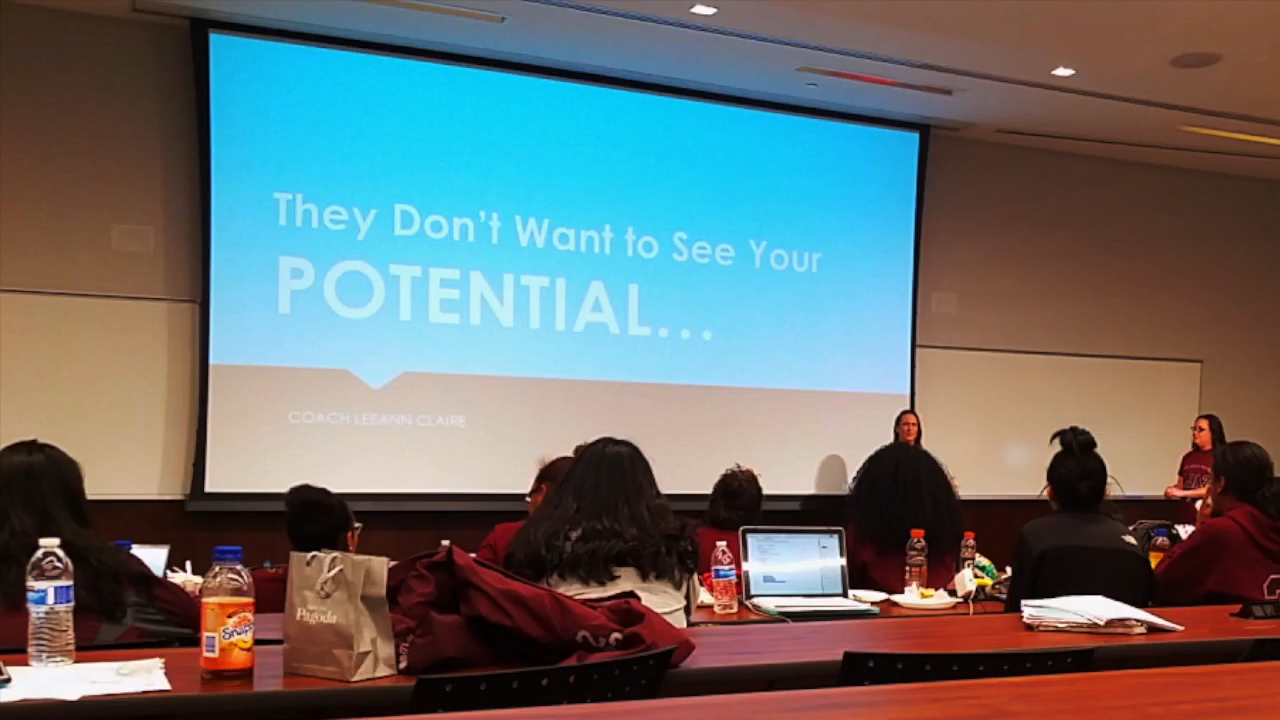 They Don't Want to See Your
POTENTIAL...
COACH LEEANN CLAIRE
Snapple
Pagoda